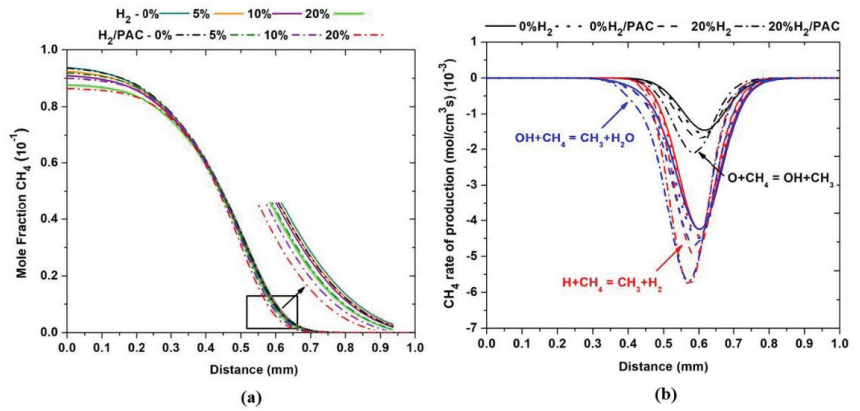 H2 - 0% 5% 10% 20%
H2/PAC - 0% 5% 10% 20%
Mole Fraction CH4 (10-1)
1.0
0.9
0.8
0.7
0.6
0.5
0.4
0.3
0.2
0.1
0.0
0.0 0.1 0.2 0.3 0.4 0.5 0.6 0.7 0.8 0.9 1.0
Distance (mm)
(a)
0%H2 0%H2/PAC 20%H2 20%H2/PAC
CH4 rate of production (mol/cm3s) (10-3)
1
0
-1
-2
-3
-4
-5
-6
-7
OH+CH4 = CH3+H2O
O+CH4 = OH+CH3
H+CH4 = CH3+H2
0.0 0.2 0.4 0.6 0.8 1.0
Distance (mm)
(b)